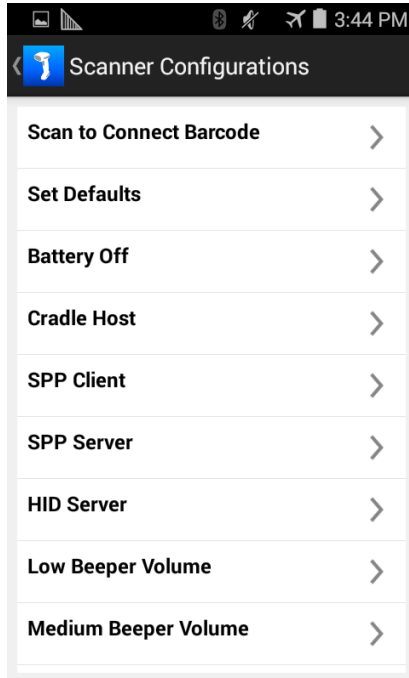 3:44 PM
Scanner Configurations
Scan to Connect Barcode
Set Defaults
Battery Off
Cradle Host
SPP Client
SPP Server
HID Server
Low Beeper Volume
Medium Beeper Volume